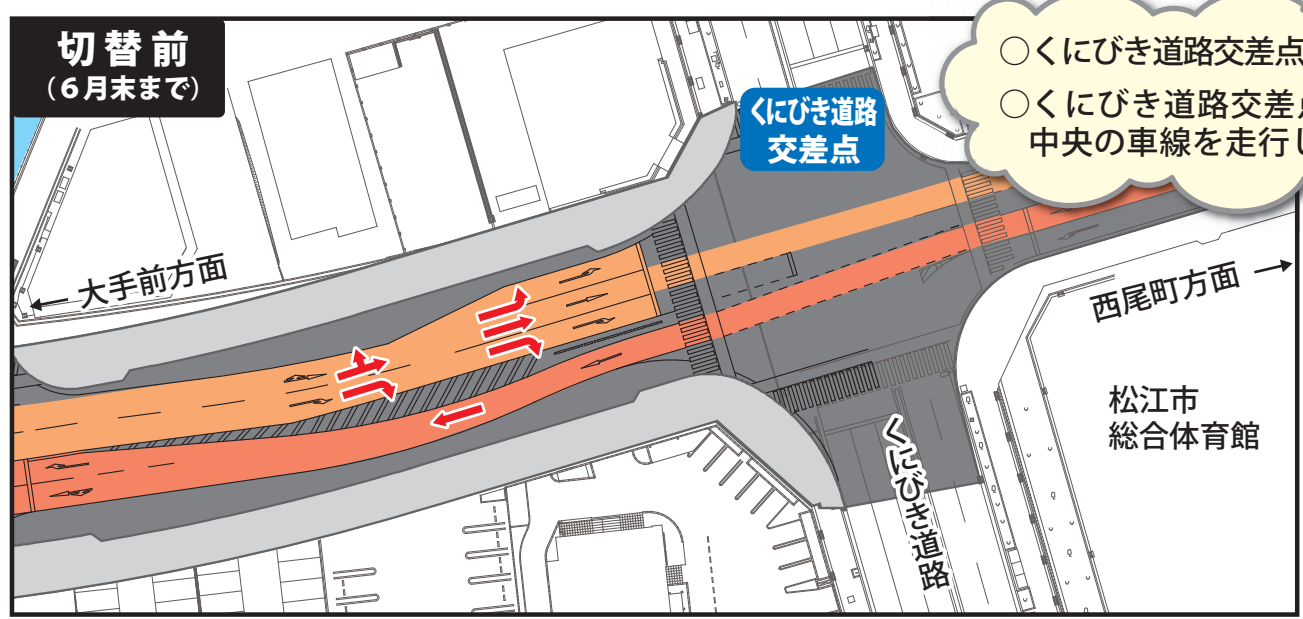 切替前
（6月末まで）
くにびき道路
交差点
○くにびき道路交差点
○くにびき道路交差
中央の車線を走行し
← 大手前方面
西尾町方面 →
松江市
総合体育館
くにびき道路